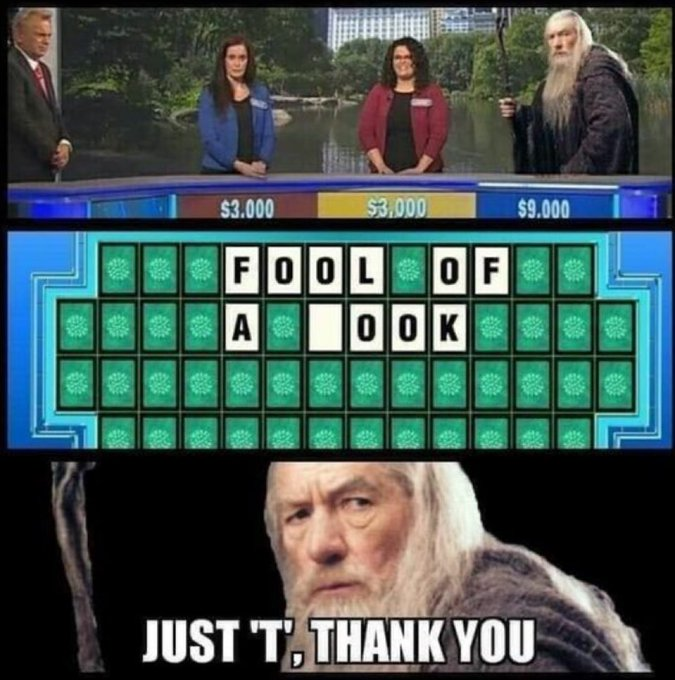 $3,000
$3,000
$9,000
FOOL OF
A OOK
JUST 'T', THANK YOU